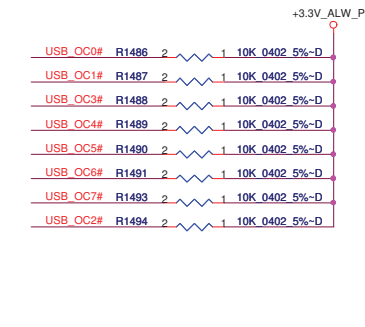 +3.3V_ALW_P
USB_OC0# R1486 2 1 10K_0402_5%~D
USB_OC1# R1487 2 1 10K_0402_5%~D
USB_OC3# R1488 2 1 10K_0402_5%~D
USB_OC4# R1489 2 1 10K_0402_5%~D
USB_OC5# R1490 2 1 10K_0402_5%~D
USB_OC6# R1491 2 1 10K_0402_5%~D
USB_OC7# R1493 2 1 10K_0402_5%~D
USB_OC2# R1494 2 1 10K_0402_5%~D